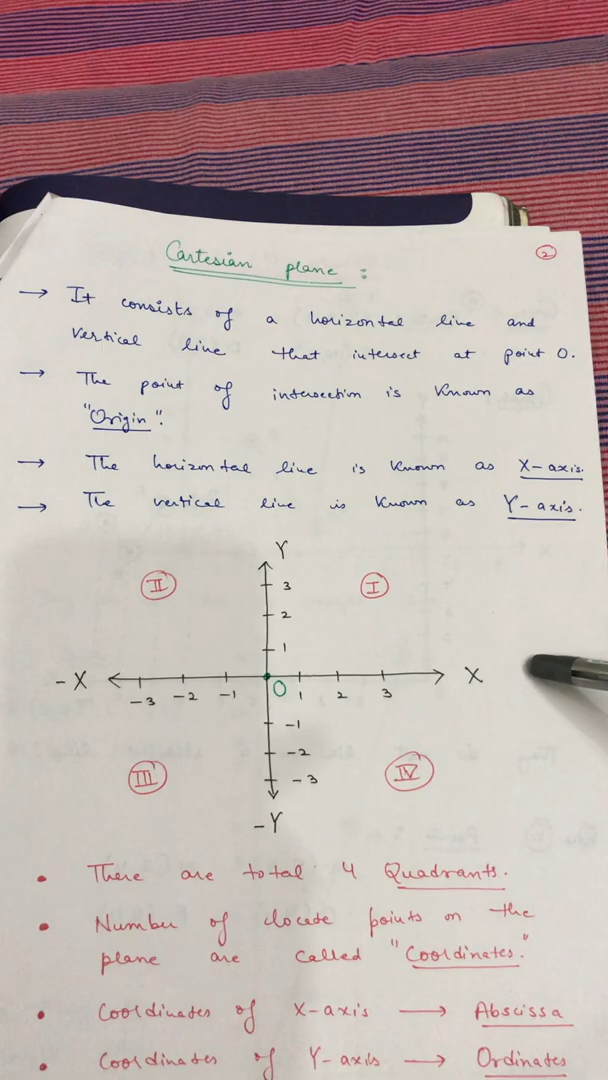 2
Cartesian plane :
→ It consists of a horizontal line and
vertical line that intersect at point O.
→ The point of intersection is known as
"Origin".
→ The horizontal line is known as X-axis.
→ The vertical line is known as Y-axis.
Y
II 3 I
2
1
-X X
-3 -2 -1 O 1 2 3
-1
-2
III -3 IV
-Y
• There are total 4 Quadrants.
• Number of locate points on the
plane are called "Coordinates."
• Coordinates of X-axis → Abscissa
• Coordinates of Y-axis → Ordinates